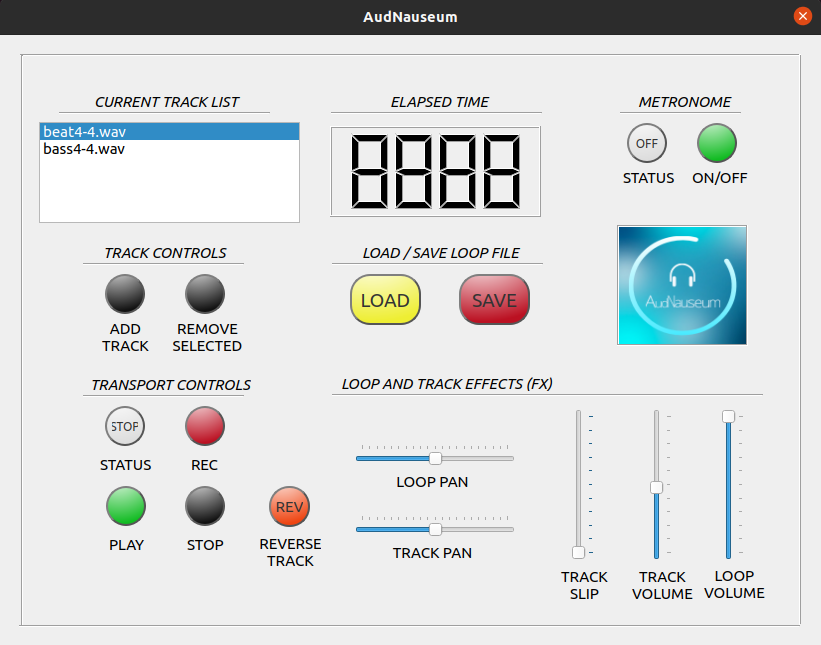 AudNauseum
CURRENT TRACK LIST
ELAPSED TIME
METRONOME
beat4-4.wav
bass4-4.wav
8888
OFF
STATUS
ON/OFF
TRACK CONTROLS
LOAD / SAVE LOOP FILE
AudNauseum
LOAD
SAVE
ADD
TRACK
REMOVE
SELECTED
TRANSPORT CONTROLS
LOOP AND TRACK EFFECTS (FX)
STOP
STATUS
REC
LOOP PAN
REV
PLAY
STOP
REVERSE
TRACK
TRACK PAN
TRACK
SLIP
TRACK
VOLUME
LOOP
VOLUME